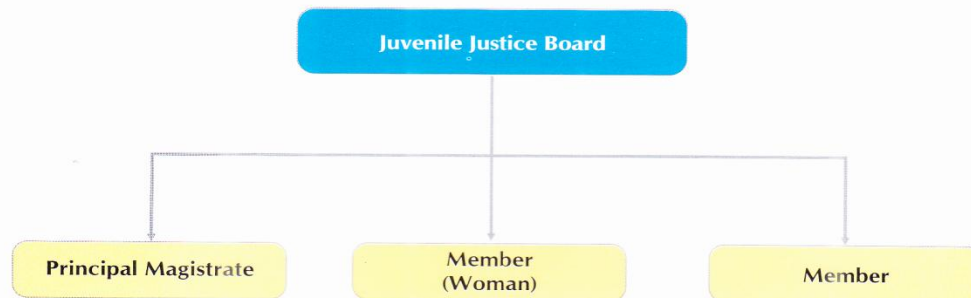 Juvenile Justice Board
Principal Magistrate
Member
(Woman)
Member